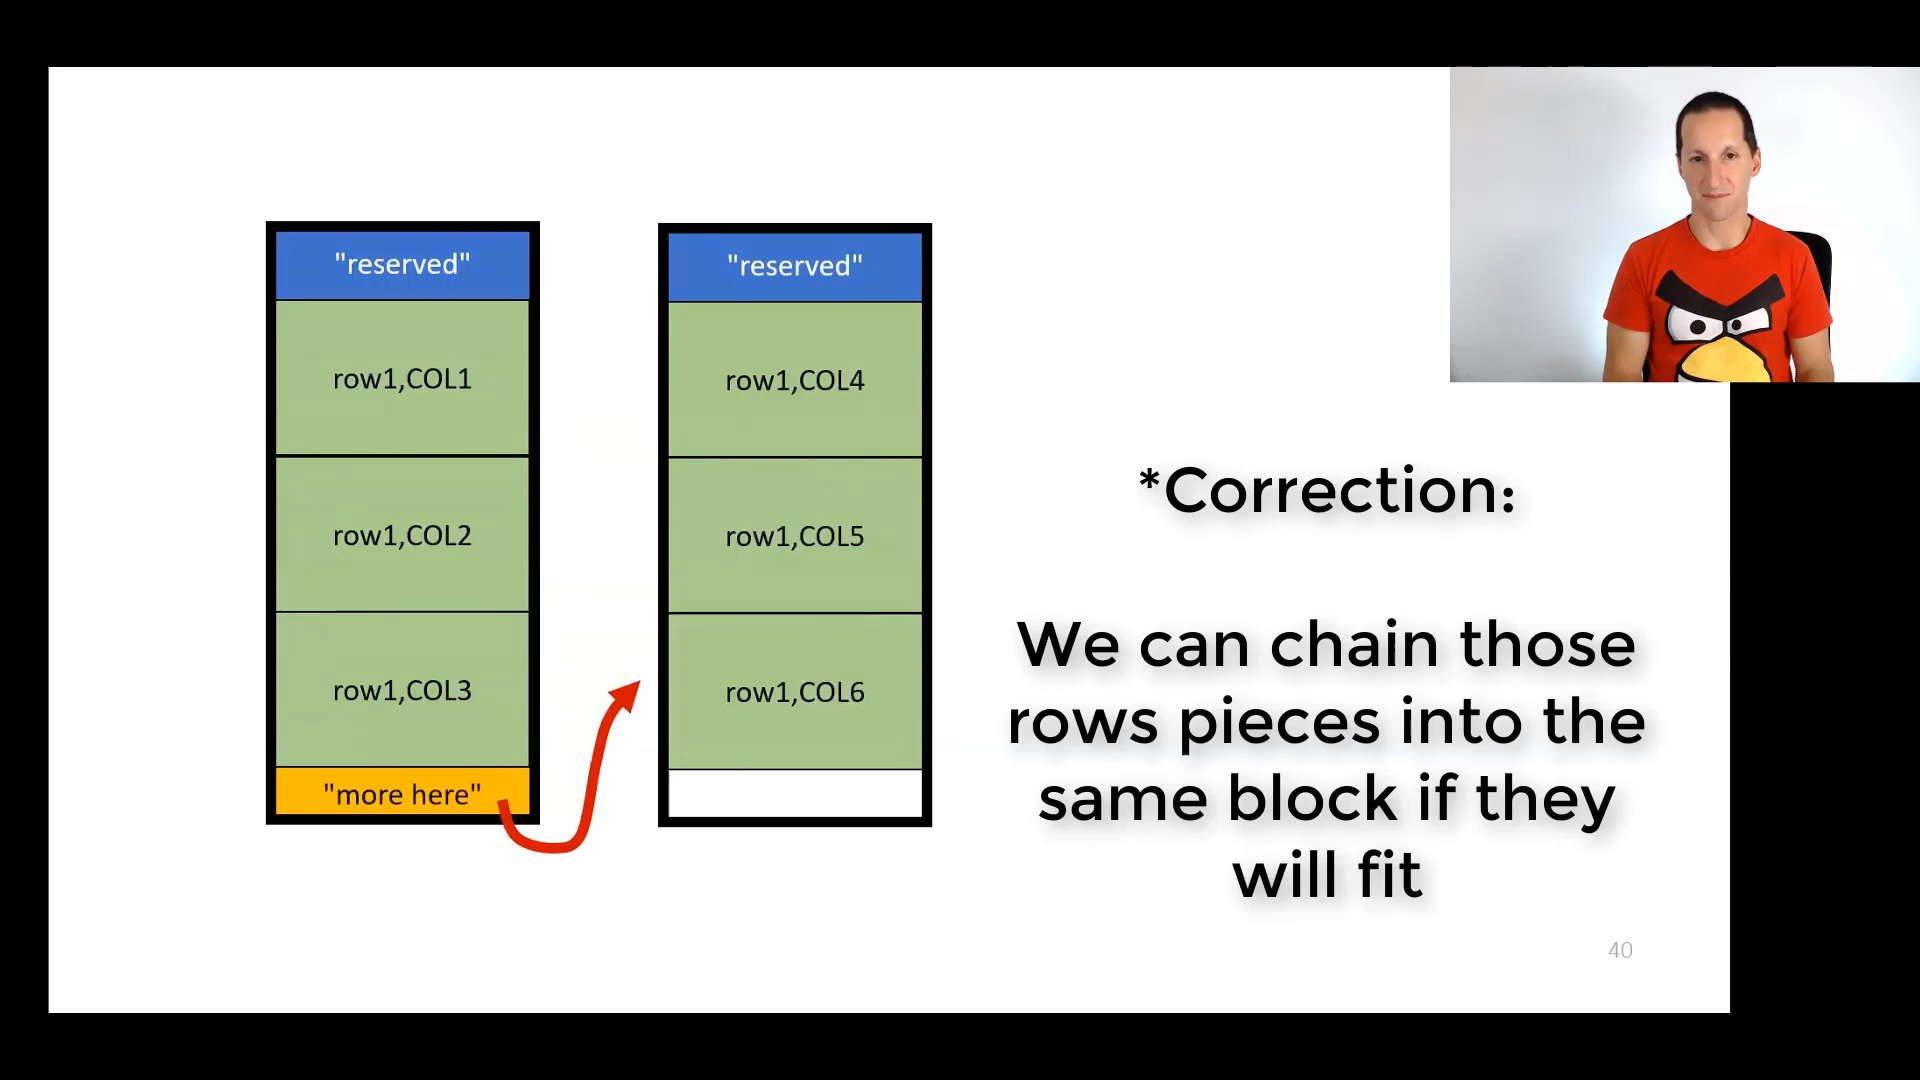 "reserved"
row1,COL1
row1,COL2
row1,COL3
"more here"
"reserved"
row1,COL4
row1,COL5
row1,COL6
*Correction:
We can chain those
rows pieces into the
same block if they
will fit
40